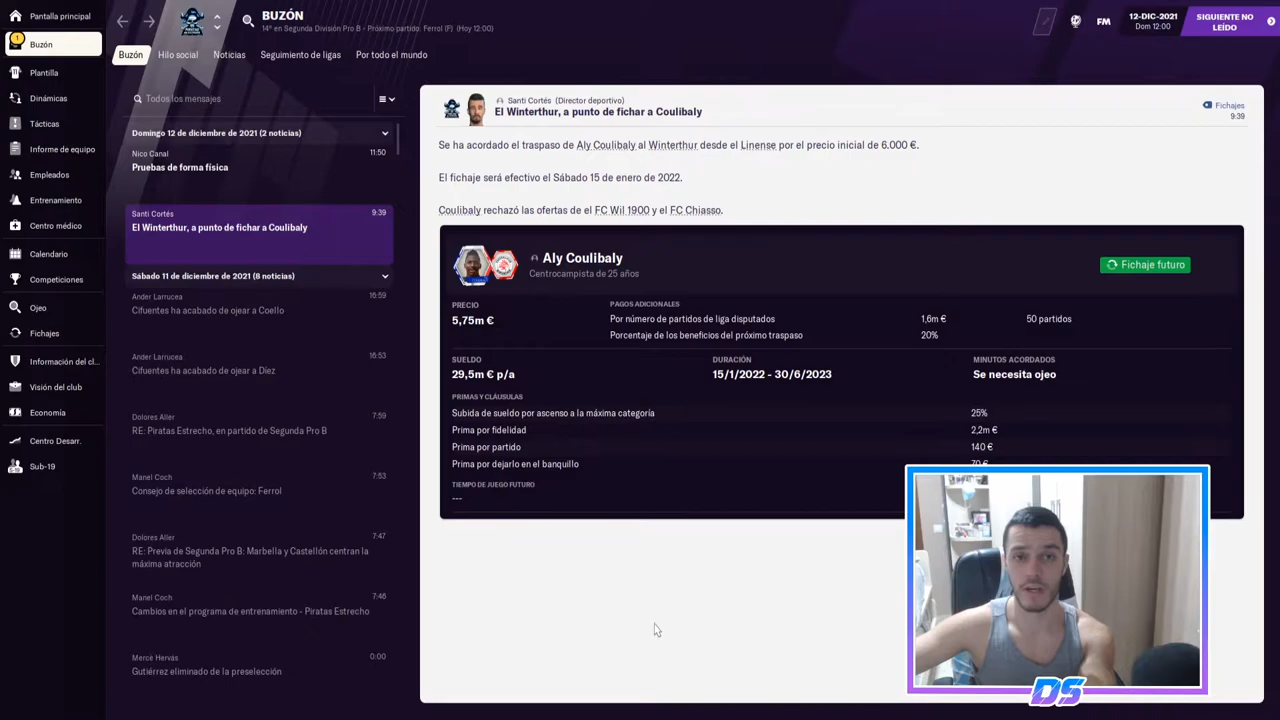 Pantalla principal
Buzón
1
Plantilla
Dinámicas
Tácticas
Informe de equipo
Empleados
Entrenamiento
Centro médico
Calendario
Competiciones
Ojeo
Fichajes
Información del cl...
Visión del club
Economía
Centro Desarr.
Sub-19
BUZÓN
14º en Segunda División Pro B - Próximo partido: Ferrol (F) (Hoy 12:00)
FM
12-DIC-2021
Dom 12:00
SIGUIENTE NO LEÍDO
Buzón Hilo social Noticias Seguimiento de ligas Por todo el mundo
Todos los mensajes
Domingo 12 de diciembre de 2021 (2 noticias)
Nico Canal 11:50
Pruebas de forma física
Santi Cortés 9:39
El Winterthur, a punto de fichar a Coulibaly
Sábado 11 de diciembre de 2021 (8 noticias)
Ander Larrucea 16:59
Cifuentes ha acabado de ojear a Coello
Ander Larrucea 16:53
Cifuentes ha acabado de ojear a Díez
Dolores Aller 7:59
RE: Piratas Estrecho, en partido de Segunda Pro B
Manel Coch 7:53
Consejo de selección de equipo: Ferrol
Dolores Aller 7:47
RE: Previa de Segunda Pro B: Marbella y Castellón centran la
máxima atracción
Manel Coch 7:46
Cambios en el programa de entrenamiento - Piratas Estrecho
Mercè Hervás 0:00
Gutiérrez eliminado de la preselección
Santi Cortés (Director deportivo)
El Winterthur, a punto de fichar a Coulibaly
Fichajes
9:39
Se ha acordado el traspaso de Aly Coulibaly al Winterthur desde el Linense por el precio inicial de 6.000 €.
El fichaje será efectivo el Sábado 15 de enero de 2022.
Coulibaly rechazó las ofertas de el FC Wil 1900 y el FC Chiasso.
Aly Coulibaly
Centrocampista de 25 años
Fichaje futuro
PRECIO
5,75m €
PAGOS ADICIONALES
Por número de partidos de liga disputados 1,6m € 50 partidos
Porcentaje de los beneficios del próximo traspaso 20%
SUELDO
29,5m € p/a
DURACIÓN
15/1/2022 - 30/6/2023
MINUTOS ACORDADOS
Se necesita ojeo
PRIMAS Y CLÁUSULAS
Subida de sueldo por ascenso a la máxima categoría 25%
Prima por fidelidad 2,2m €
Prima por partido 140 €
Prima por dejarlo en el banquillo 70 €
TIEMPO DE JUEGO FUTURO
---
DS